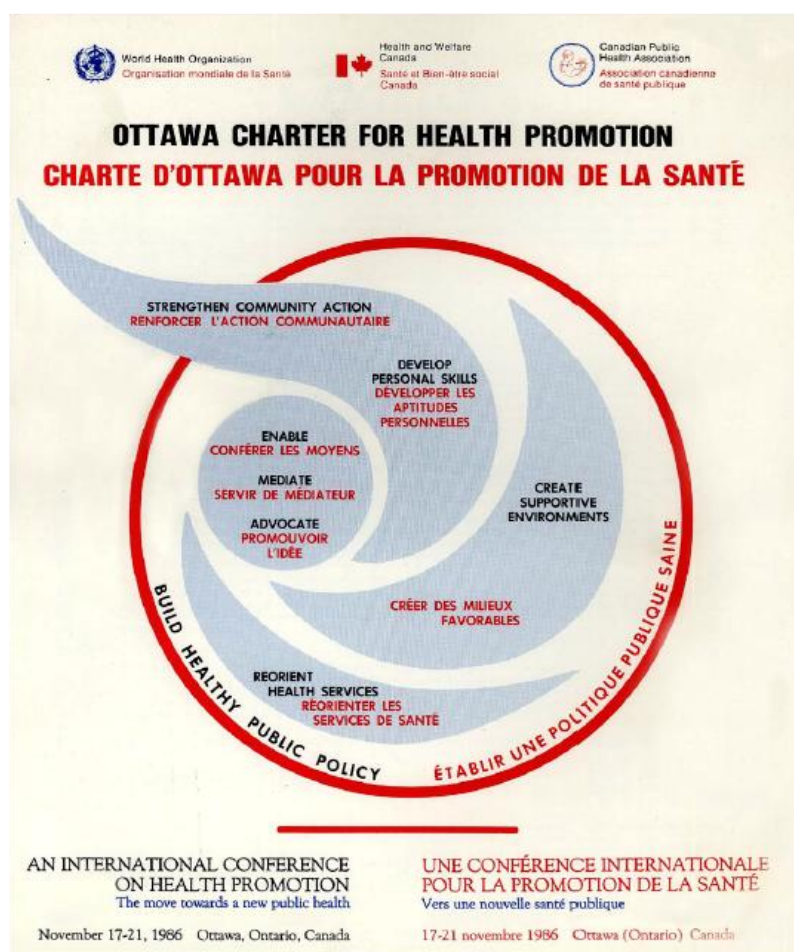 World Health Organization
Organisation mondiale de la Santé
Health and Welfare
Canada
Santé et Bien-être social
Canada
Canadian Public
Health Association
Association canadienne
de santé publique
OTTAWA CHARTER FOR HEALTH PROMOTION
CHARTE D'OTTAWA POUR LA PROMOTION DE LA SANTÉ
STRENGTHEN COMMUNITY ACTION
RENFORCER L'ACTION COMMUNAUTAIRE
DEVELOP
PERSONAL SKILLS
DÉVELOPPER LES
APTITUDES
PERSONNELLES
ENABLE
CONFÉRER LES MOYENS
MEDIATE
SERVIR DE MÉDIATEUR
ADVOCATE
PROMOUVOIR
L'IDÉE
CREATE
SUPPORTIVE
ENVIRONMENTS
CRÉER DES MILIEUX
FAVORABLES
REORIENT
HEALTH SERVICES
RÉORIENTER LES
SERVICES DE SANTÉ
BUILD HEALTHY PUBLIC POLICY
ÉTABLIR UNE POLITIQUE PUBLIQUE SAINE
AN INTERNATIONAL CONFERENCE
ON HEALTH PROMOTION
The move towards a new public health
November 17-21, 1986 Ottawa, Ontario, Canada
UNE CONFÉRENCE INTERNATIONALE
POUR LA PROMOTION DE LA SANTÉ
Vers une nouvelle santé publique
17-21 novembre 1986 Ottawa (Ontario) Canada